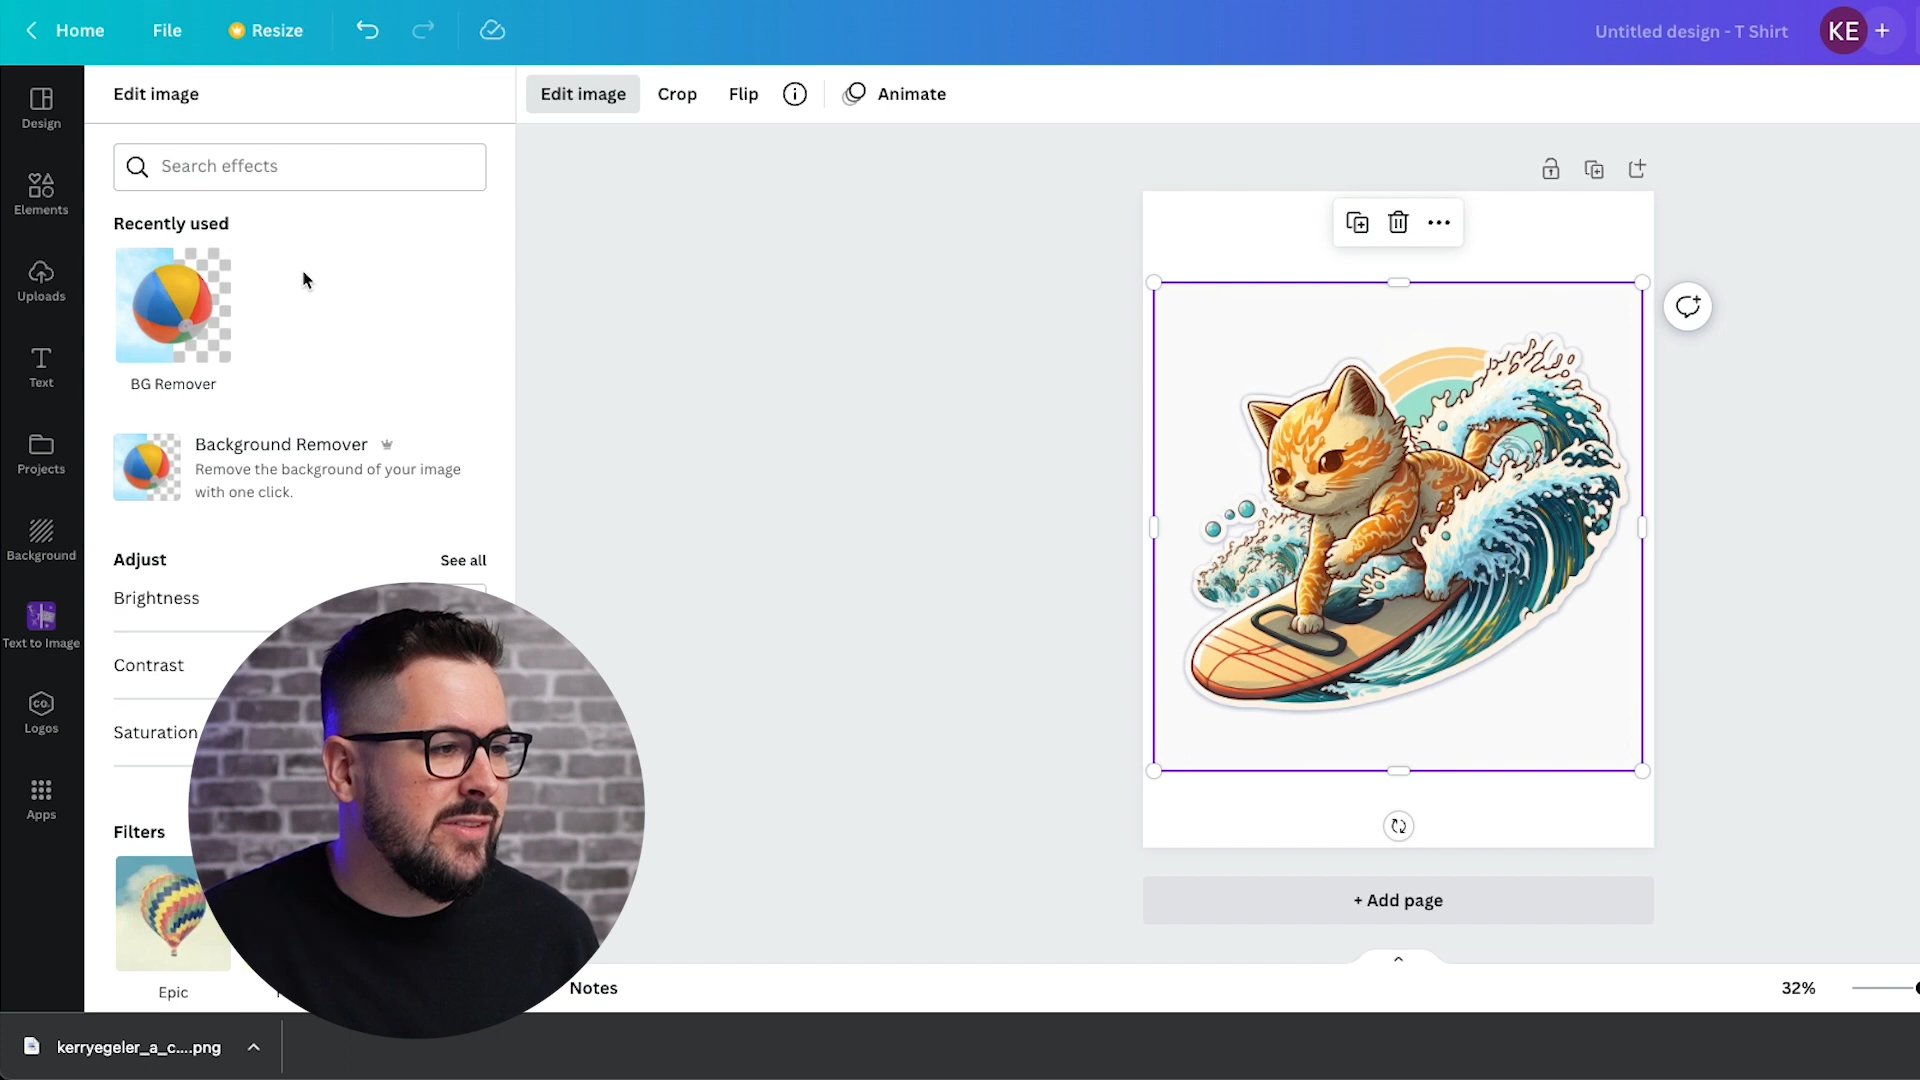 Home
File
Resize
Untitled design - T Shirt
KE
Design
Elements
Uploads
Text
Projects
Background
Text to Image
CO.
Logos
Apps
Edit image
Search effects
Recently used
BG Remover
Background Remover
Remove the background of your image
with one click.
Adjust
See all
Brightness
Contrast
Saturation
Filters
Epic
Edit image
Crop
Flip
Animate
+ Add page
Notes
32%
kerryegeler_a_c....png